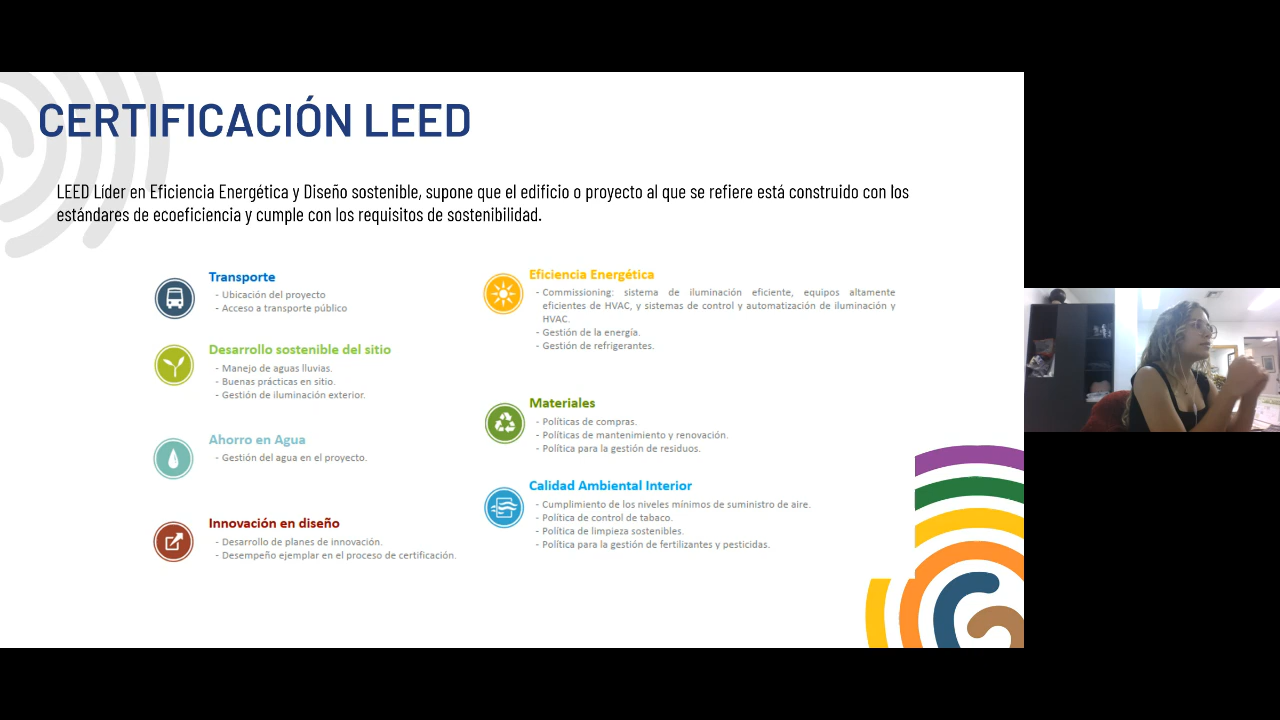 CERTIFICACIÓN LEED
LEED Líder en Eficiencia Energética y Diseño sostenible, supone que el edificio o proyecto al que se refiere está construido con los
estándares de ecoeficiencia y cumple con los requisitos de sostenibilidad.
Transporte
- Ubicación del proyecto
- Acceso a transporte público
Desarrollo sostenible del sitio
- Manejo de aguas lluvias.
- Buenas prácticas en sitio.
- Gestión de iluminación exterior.
Ahorro en Agua
- Gestión del agua en el proyecto.
Innovación en diseño
- Desarrollo de planes de innovación.
- Desempeño ejemplar en el proceso de certificación.
Eficiencia Energética
- Commissioning: sistema de iluminación eficiente, equipos altamente
eficientes de HVAC, y sistemas de control y automatización de iluminación y
HVAC.
- Gestión de la energía.
- Gestión de refrigerantes.
Materiales
- Políticas de compras.
- Políticas de mantenimiento y renovación.
- Política para la gestión de residuos.
Calidad Ambiental Interior
- Cumplimiento de los niveles mínimos de suministro de aire.
- Política de control de tabaco.
- Política de limpieza sostenibles.
- Política para la gestión de fertilizantes y pesticidas.